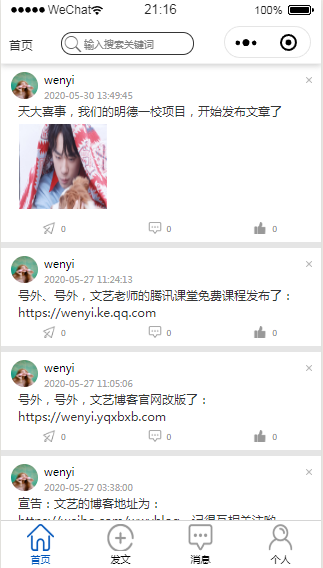 WeChat
21:16
100%
首页
输入搜索关键词
wenyi
2020-05-30 13:49:45
天大喜事，我们的明德一校项目，开始发布文章了
0 0 0
wenyi
2020-05-27 11:24:13
号外、号外，文艺老师的腾讯课堂免费课程发布了：
https://wenyi.ke.qq.com
0 0 0
wenyi
2020-05-27 11:05:06
号外，号外，文艺博客官网改版了：
https://wenyi.yqxbxb.com
0 0 0
wenyi
2020-05-27 03:38:00
宣告：文艺的博客地址为：
首页 发文 消息 个人